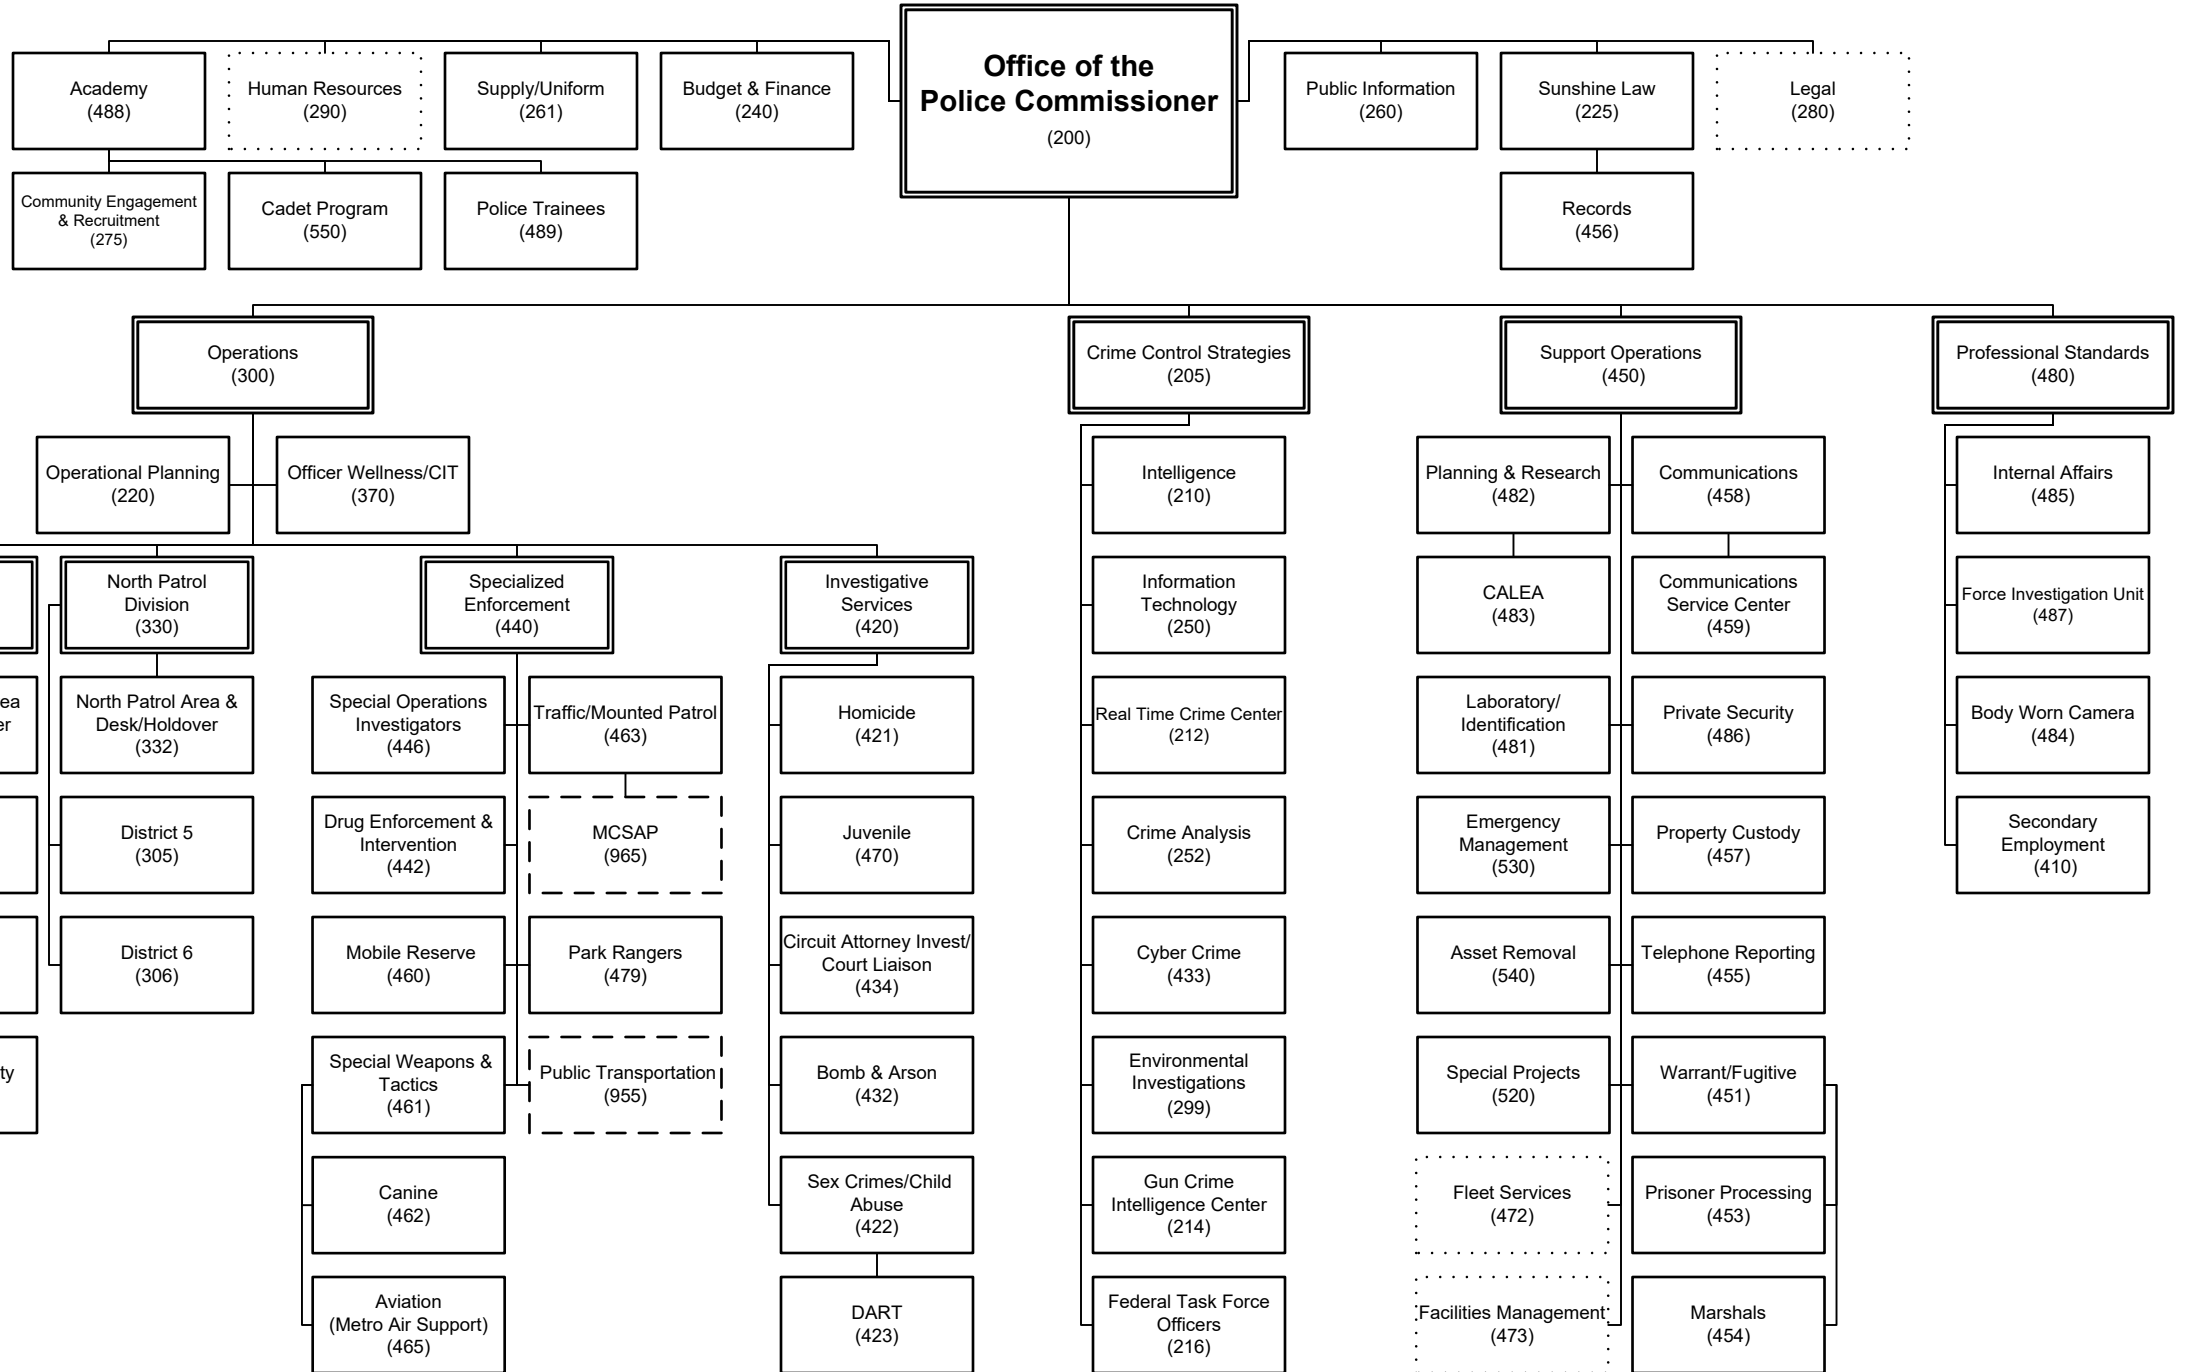 Office of the
Police Commissioner
(200)
Academy
(488)
Human Resources
(290)
Supply/Uniform
(261)
Budget & Finance
(240)
Public Information
(260)
Sunshine Law
(225)
Legal
(280)
Community Engagement
& Recruitment
(275)
Cadet Program
(550)
Police Trainees
(489)
Records
(456)
Operations
(300)
Crime Control Strategies
(205)
Support Operations
(450)
Professional Standards
(480)
Operational Planning
(220)
Officer Wellness/CIT
(370)
North Patrol
Division
(330)
North Patrol Area &
Desk/Holdover
(332)
District 5
(305)
District 6
(306)
Specialized
Enforcement
(440)
Special Operations
Investigators
(446)
Traffic/Mounted Patrol
(463)
Drug Enforcement &
Intervention
(442)
MCSAP
(965)
Mobile Reserve
(460)
Park Rangers
(479)
Special Weapons &
Tactics
(461)
Public Transportation
(955)
Canine
(462)
Aviation
(Metro Air Support)
(465)
Investigative
Services
(420)
Homicide
(421)
Juvenile
(470)
Circuit Attorney Invest/
Court Liaison
(434)
Bomb & Arson
(432)
Sex Crimes/Child
Abuse
(422)
DART
(423)
Intelligence
(210)
Information
Technology
(250)
Real Time Crime Center
(212)
Crime Analysis
(252)
Cyber Crime
(433)
Environmental
Investigations
(299)
Gun Crime
Intelligence Center
(214)
Federal Task Force
Officers
(216)
Planning & Research
(482)
Communications
(458)
CALEA
(483)
Communications
Service Center
(459)
Laboratory/
Identification
(481)
Private Security
(486)
Emergency
Management
(530)
Property Custody
(457)
Asset Removal
(540)
Telephone Reporting
(455)
Special Projects
(520)
Warrant/Fugitive
(451)
Fleet Services
(472)
Prisoner Processing
(453)
Facilities Management
(473)
Marshals
(454)
Internal Affairs
(485)
Force Investigation Unit
(487)
Body Worn Camera
(484)
Secondary
Employment
(410)